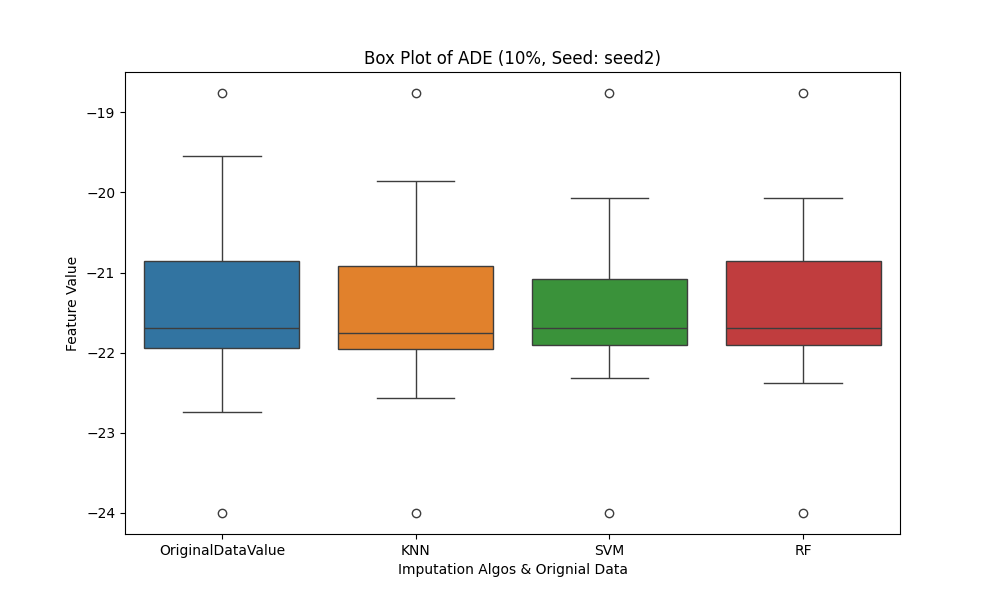 Box Plot of ADE (10%, Seed: seed2)
Feature Value
−19
−20
−21
−22
−23
−24
OriginalDataValue KNN SVM RF
Imputation Algos & Orignial Data